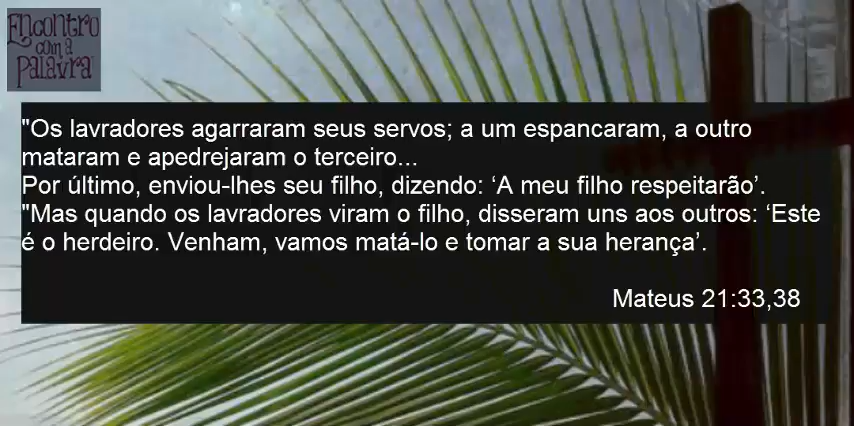 Encontro
com a
Palavra
"Os lavradores agarraram seus servos; a um espancaram, a outro
mataram e apedrejaram o terceiro...
Por último, enviou-lhes seu filho, dizendo: ‘A meu filho respeitarão’.
"Mas quando os lavradores viram o filho, disseram uns aos outros: ‘Este
é o herdeiro. Venham, vamos matá-lo e tomar a sua herança’.
Mateus 21:33,38